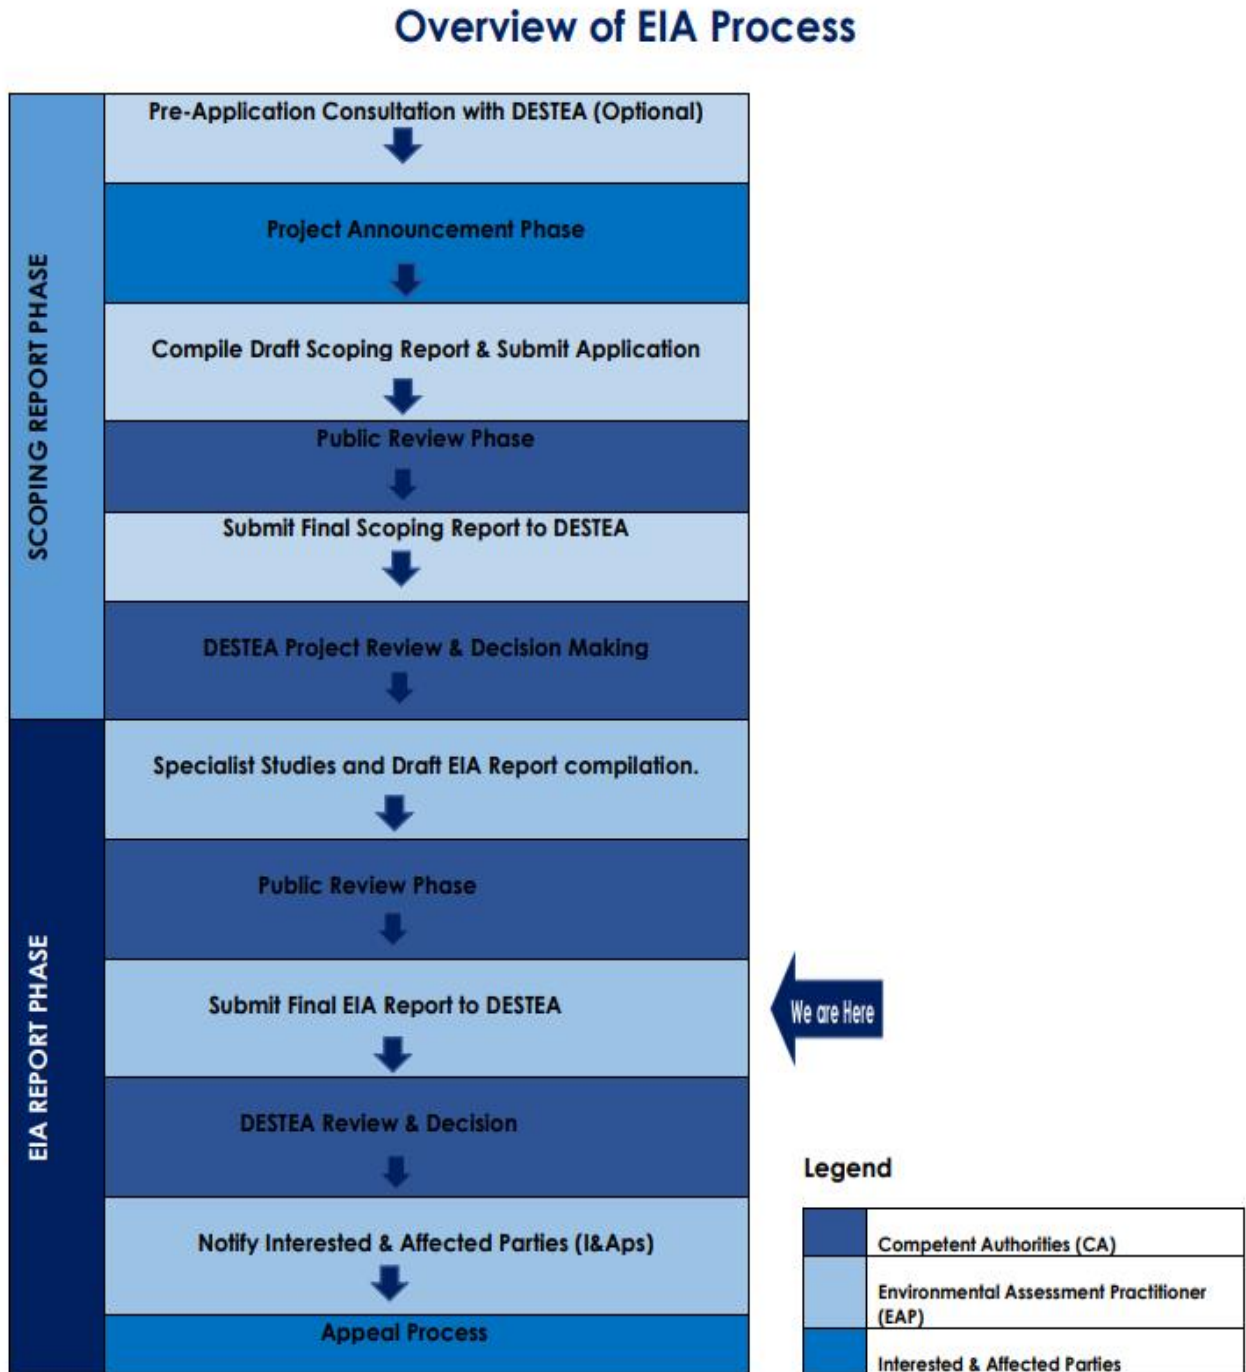 Overview of EIA Process
SCOPING REPORT PHASE
Pre-Application Consultation with DESTEA (Optional)
Project Announcement Phase
Compile Draft Scoping Report & Submit Application
Public Review Phase
Submit Final Scoping Report to DESTEA
DESTEA Project Review & Decision Making
EIA REPORT PHASE
Specialist Studies and Draft EIA Report compilation.
Public Review Phase
Submit Final EIA Report to DESTEA
We are Here
DESTEA Review & Decision
Notify Interested & Affected Parties (I&Aps)
Appeal Process
Legend
Competent Authorities (CA)
Environmental Assessment Practitioner
(EAP)
Interested & Affected Parties